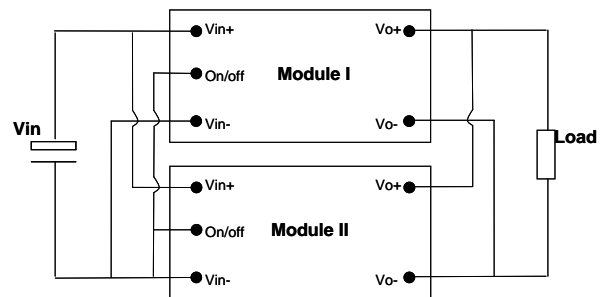 Vin+
Vo+
On/off
Module I
Vin-
Vo-
Vin
Load
Vin+
Vo+
On/off
Module II
Vin-
Vo-